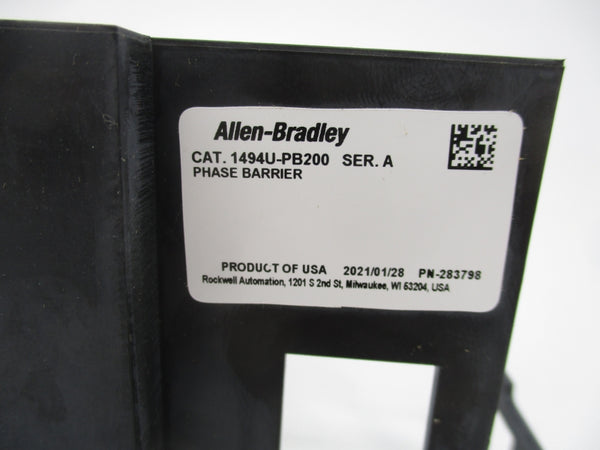 Allen-Bradley
CAT. 1494U-PB200 SER. A
PHASE BARRIER
PRODUCT OF USA 2021/01/28 PN-283798
Rockwell Automation, 1201 S 2nd St, Milwaukee, WI 53204, USA